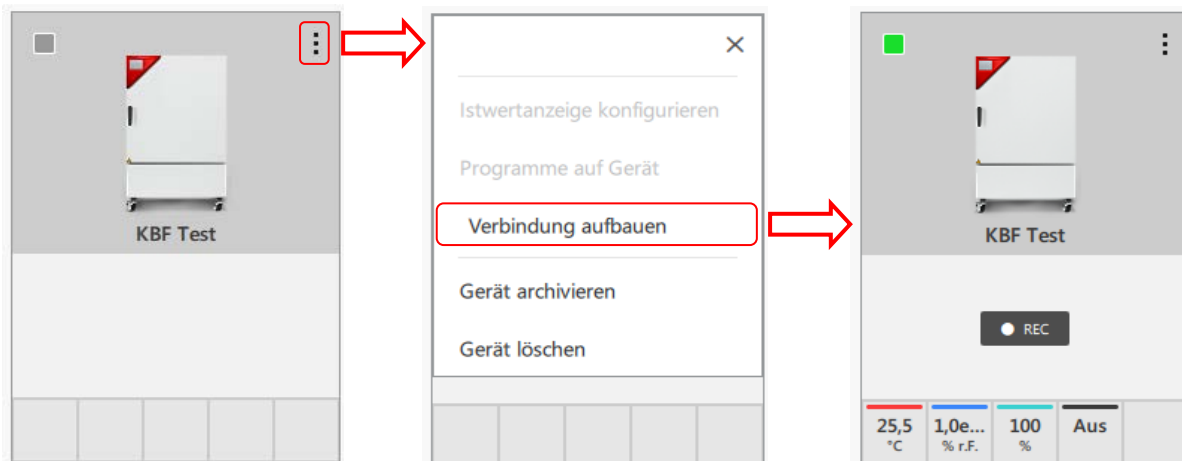 KBF Test
Istwertanzeige konfigurieren
Programme auf Gerät
Verbindung aufbauen
Gerät archivieren
Gerät löschen
KBF Test
REC
25,5 1,0e... 100 Aus
°C % r.F. %